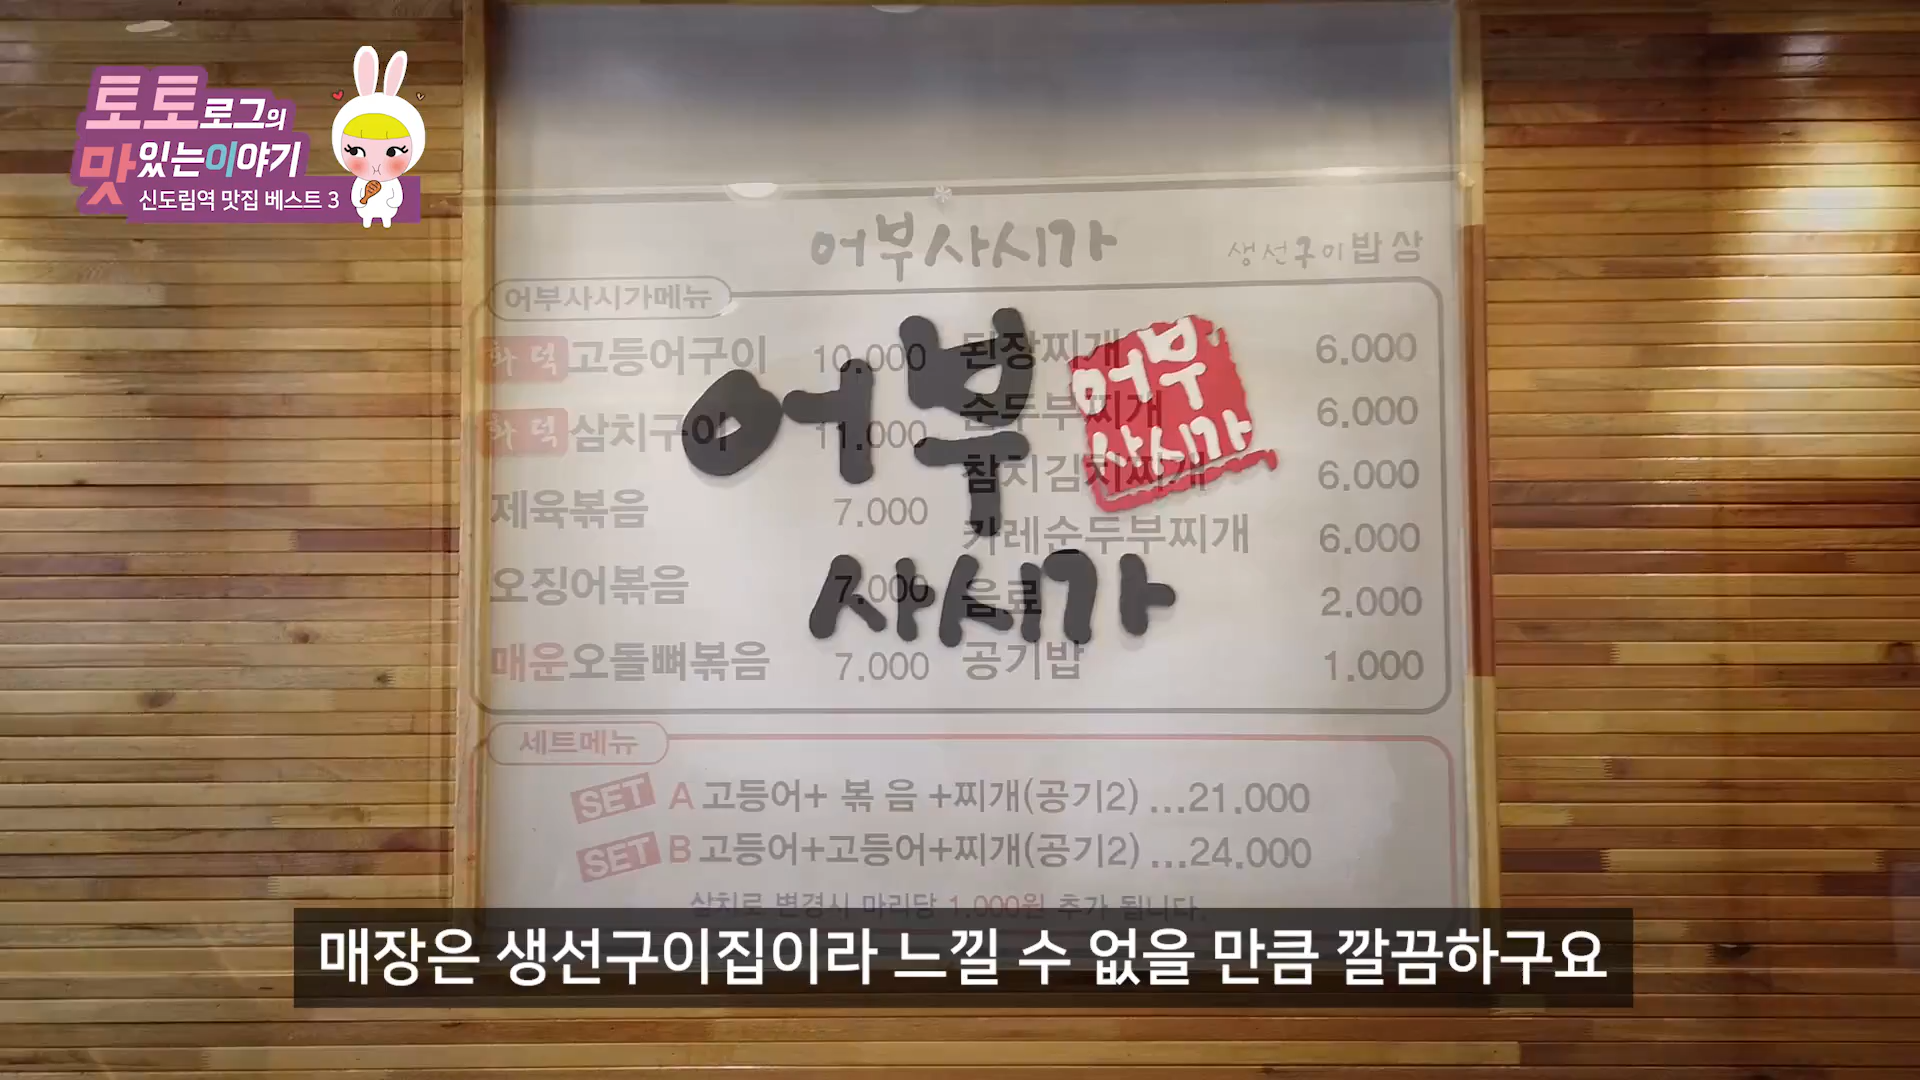 토토로그의
맛있는이야기
신도림역 맛집 베스트 3
어부사시가
생선구이밥상
어부사시가메뉴
화덕 고등어구이 10.000
화덕 삼치구이 11.000
제육볶음 7.000
오징어볶음 7.000
매운오돌뼈볶음 7.000
된장찌개 6.000
순두부찌개 6.000
참치김치찌개 6.000
카레순두부찌개 6.000
음료 2.000
공기밥 1.000
어부
사시가
어부
사시가
세트메뉴
SET A 고등어+ 볶 음 +찌개(공기2) ...21.000
SET B 고등어+고등어+찌개(공기2) ...24.000
삼치로 변경시 마리당 1.000원 추가 됩니다.
매장은 생선구이집이라 느낄 수 없을 만큼 깔끔하구요